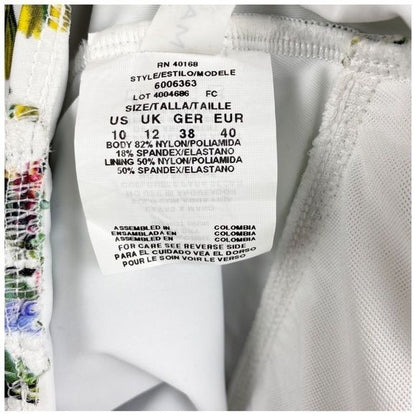 RN 40168
STYLE/ESTILO/MODELE
6006363
LOT 4004686 FC
SIZE/TALLA/TAILLE
US UK GER EUR
10 12 38 40
BODY 82% NYLON/POLIAMIDA
18% SPANDEX/ELASTANO
LINING 50% NYLON/POLIAMIDA
50% SPANDEX/ELASTANO
ASSEMBLED IN COLOMBIA
ENSAMBLADA EN COLOMBIA
ASSEMBLED EN COLOMBIA
FOR CARE SEE REVERSE SIDE
PARA EL CUIDADO VEA EL DORSO
POUR LE SOIN VOIR LE VERSO